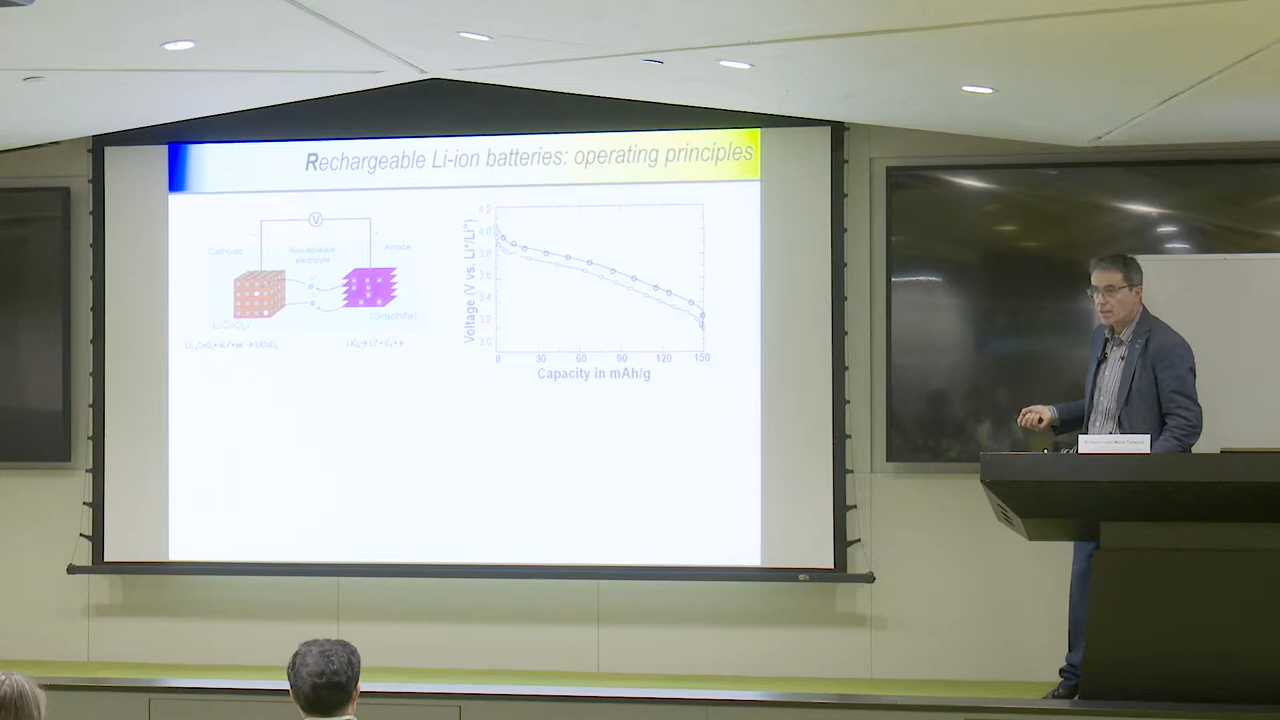 Rechargeable Li-ion batteries: operating principles
V
Cathode
Non-aqueous
electrolyte
Anode
(LiCoO₂)
(Graphite)
Voltage (V vs. Li⁺/Li°)
4.2
4.0
3.8
3.6
3.4
3.2
3.0
0 30 60 90 120 150
Capacity in mAh/g